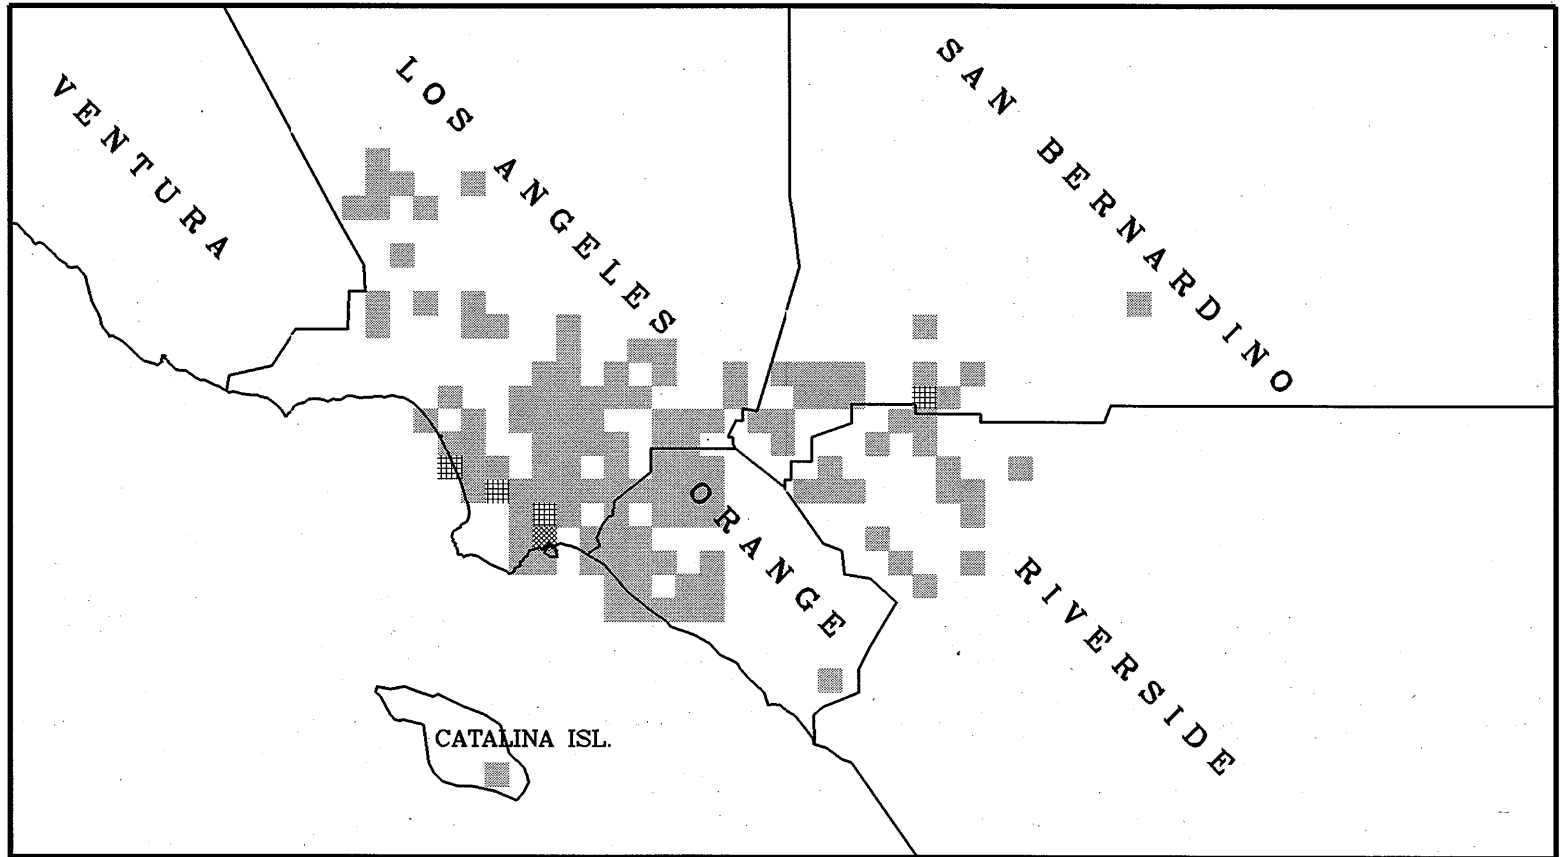 VENTURA
LOS ANGELES
SAN BERNARDINO
ORANGE
RIVERSIDE
CATALINA ISL.